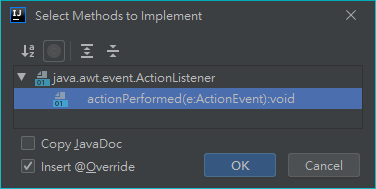 Select Methods to Implement
java.awt.event.ActionListener
actionPerformed(e:ActionEvent):void
Copy JavaDoc
Insert @Override
OK
Cancel